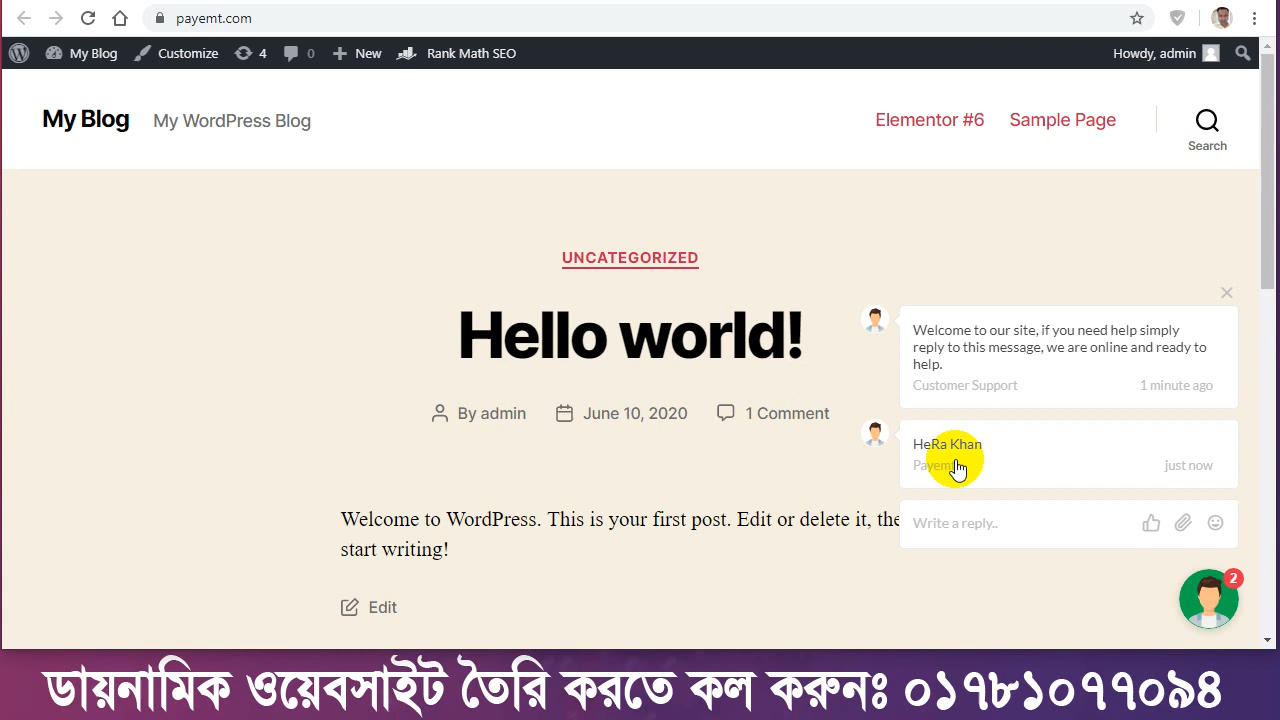 payemt.com
My Blog Customize 4 0 New Rank Math SEO Howdy, admin
My Blog My WordPress Blog Elementor #6 Sample Page
Search
UNCATEGORIZED
Hello world!
By admin June 10, 2020 1 Comment
Welcome to WordPress. This is your first post. Edit or delete it, the
start writing!
Edit
Welcome to our site, if you need help simply
reply to this message, we are online and ready to
help.
Customer Support 1 minute ago
HeRa Khan
just now
Write a reply..
2
ডায়নামিক ওয়েবসাইট তৈরি করতে কল করুনঃ ০১৭৮১০৭৭০৯৪